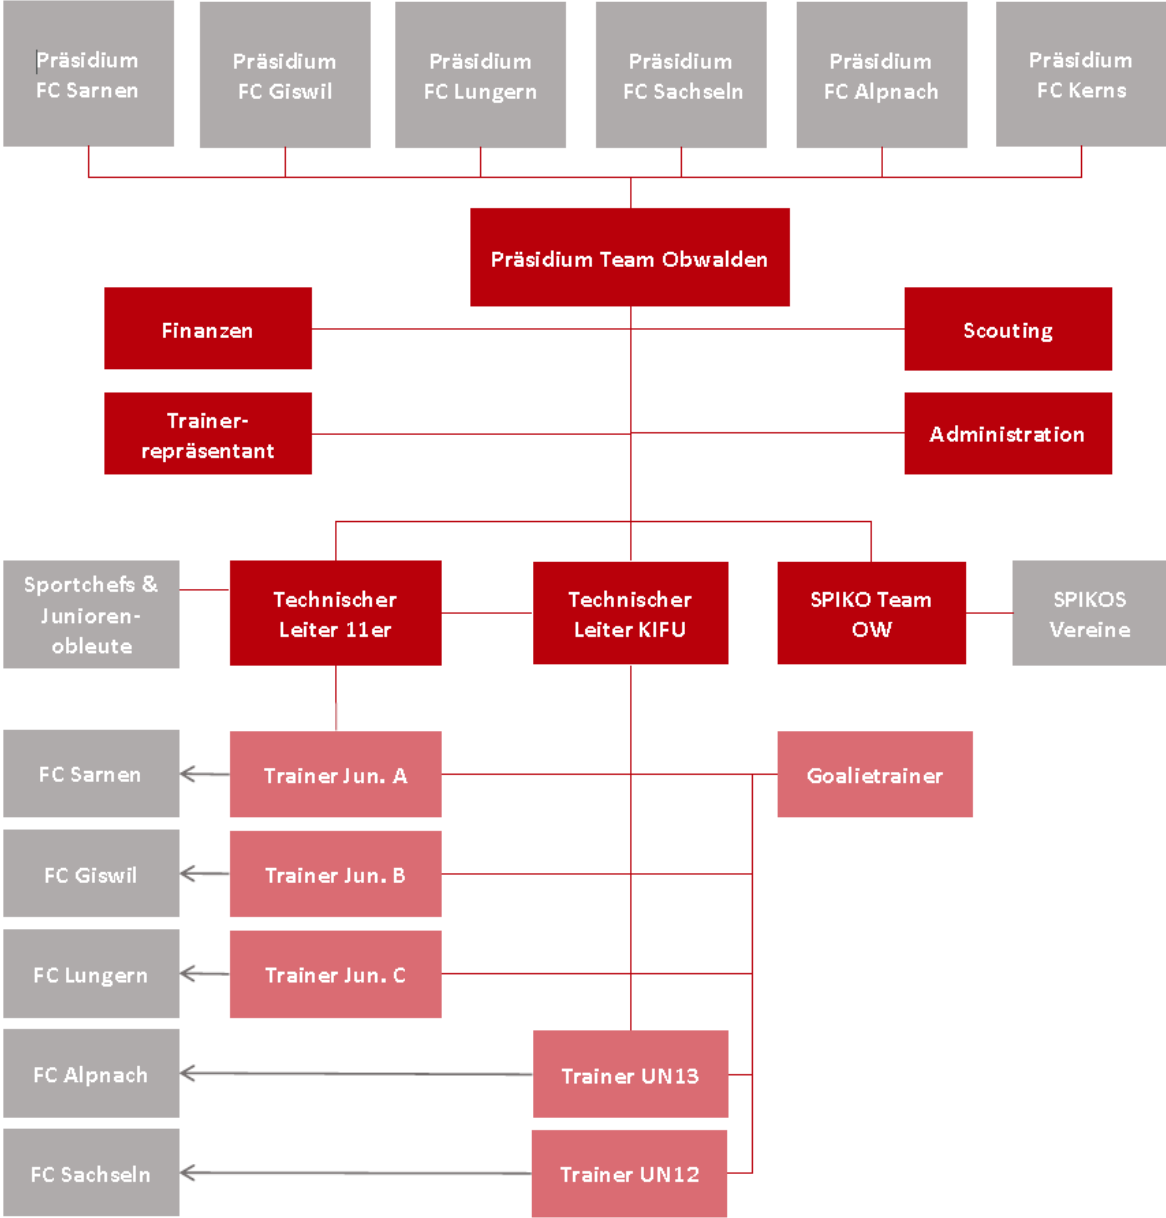 Präsidium
FC Sarnen
Präsidium
FC Giswil
Präsidium
FC Lungern
Präsidium
FC Sachseln
Präsidium
FC Alpnach
Präsidium
FC Kerns
Präsidium Team Obwalden
Finanzen
Scouting
Trainer-
repräsentant
Administration
Sportchefs &
Junioren-
obleute
Technischer
Leiter 11er
Technischer
Leiter KIFU
SPIKO Team
OW
SPIKOS
Vereine
FC Sarnen
Trainer Jun. A
Goalietrainer
FC Giswil
Trainer Jun. B
FC Lungern
Trainer Jun. C
FC Alpnach
Trainer UN13
FC Sachseln
Trainer UN12